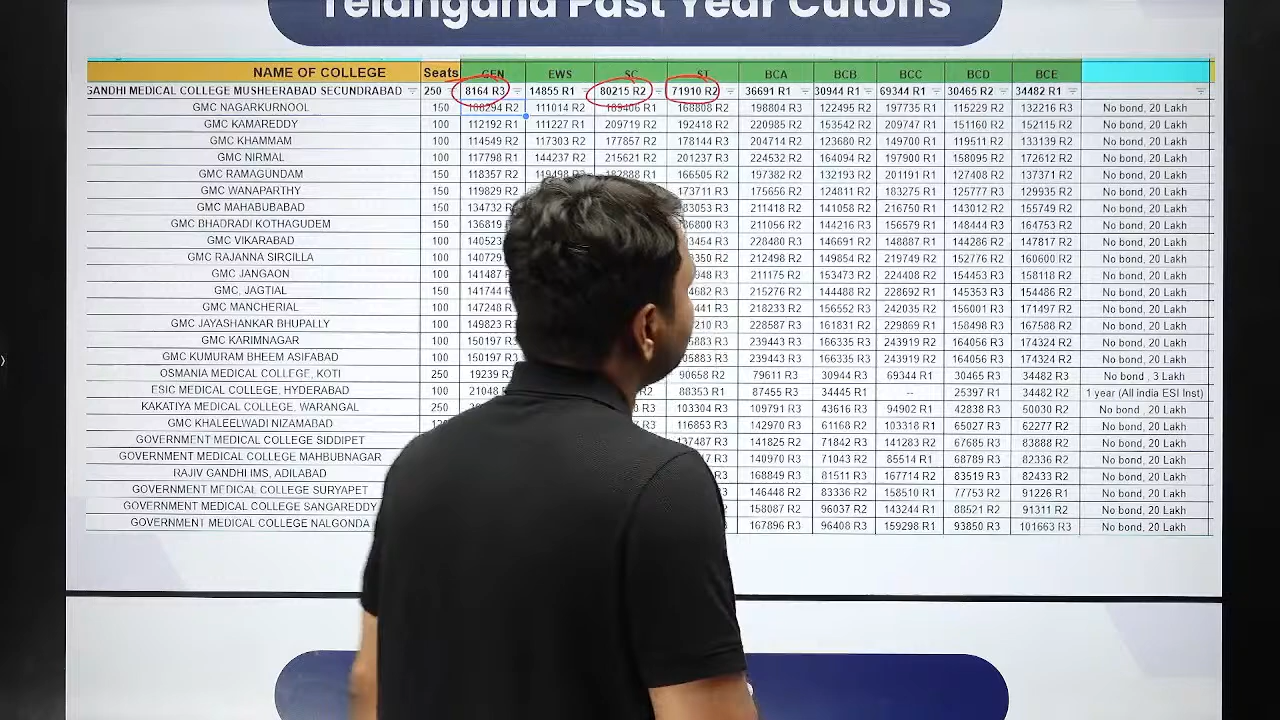 Telangana Past Year Cutoffs
NAME OF COLLEGE Seats GEN EWS SC ST BCA BCB BCC BCD BCE
GANDHI MEDICAL COLLEGE MUSHEERABAD SECUNDRABAD 250 8164 R3 14855 R1 80215 R2 71910 R2 36691 R1 30944 R1 69344 R1 30465 R2 34482 R1
GMC NAGARKURNOOL 150 R2 111014 R2 R1 168808 R2 198804 R3 122495 R2 197735 R1 115229 R2 132216 R3 No bond, 20 Lakh
GMC KAMAREDDY 100 112192 R1 111227 R1 209719 R2 192418 R2 220985 R2 153542 R2 209747 R1 151160 R2 152115 R2 No bond, 20 Lakh
GMC KHAMMAM 100 114549 R2 117303 R2 177857 R2 178144 R3 204714 R2 123680 R2 149700 R1 119511 R2 133139 R2 No bond, 20 Lakh
GMC NIRMAL 100 117798 R1 144237 R2 215621 R2 201237 R3 224532 R2 164094 R2 197900 R1 158095 R2 172612 R2 No bond, 20 Lakh
GMC RAMAGUNDAM 150 118357 R2 R1 166505 R2 197382 R2 132193 R2 201191 R1 127408 R2 137371 R2 No bond, 20 Lakh
GMC WANAPARTHY 150 119829 R2 173711 R3 175656 R2 124811 R2 183275 R1 125777 R3 129935 R2 No bond, 20 Lakh
GMC MAHABUBABAD 150 134732 R3 211418 R2 141058 R2 216750 R1 143012 R2 155749 R2 No bond, 20 Lakh
GMC BHADRADI KOTHAGUDEM 150 R3 211056 R2 144216 R3 156579 R1 148444 R3 164753 R2 No bond, 20 Lakh
GMC VIKARABAD 100 140523 R3 228480 R3 146691 R2 148887 R1 144286 R2 147817 R2 No bond, 20 Lakh
GMC RAJANNA SIRCILLA 100 140729 R2 212498 R2 149854 R2 219749 R2 152776 R2 160600 R2 No bond, 20 Lakh
GMC JANGAON 100 141487 R3 211175 R2 153473 R2 224408 R2 154453 R3 158118 R2 No bond, 20 Lakh
GMC, JAGTIAL 150 141744 R3 215276 R2 144488 R2 228692 R1 145353 R3 154486 R2 No bond, 20 Lakh
GMC MANCHERIAL 100 147248 R3 218233 R2 156552 R3 242035 R2 156001 R3 171497 R2 No bond, 20 Lakh
GMC JAYASHANKAR BHUPALLY 100 149823 R3 228587 R3 161831 R2 229869 R1 158498 R3 167588 R2 No bond, 20 Lakh
GMC KARIMNAGAR 100 150197 R3 239443 R3 166335 R3 243919 R2 164056 R3 174324 R2 No bond, 20 Lakh
GMC KUMURAM BHEEM ASIFABAD 100 150197 R3 239443 R3 166335 R3 243919 R2 164056 R3 174324 R2 No bond, 20 Lakh
OSMANIA MEDICAL COLLEGE, KOTI 250 19239 90658 R2 79611 R3 30944 R3 69344 R1 30465 R3 34482 R3 No bond , 3 Lakh
ESIC MEDICAL COLLEGE, HYDERABAD 100 21048 R2 88353 R1 87455 R3 34445 R1 -- 25397 R1 34482 R2 1 year (All india ESI Inst)
KAKATIYA MEDICAL COLLEGE, WARANGAL 250 R3 103304 R3 109791 R3 43616 R3 94902 R1 42838 R3 50030 R2 No bond , 20 Lakh
GMC KHALEELWADI NIZAMABAD R3 116853 R3 142970 R3 61168 R2 103318 R1 65027 R3 62277 R2 No bond, 20 Lakh
GOVERNMENT MEDICAL COLLEGE SIDDIPET 137487 R3 141825 R2 71842 R3 141283 R2 67685 R3 83888 R2 No bond, 20 Lakh
GOVERNMENT MEDICAL COLLEGE MAHBUBNAGAR R3 140970 R3 71043 R2 85514 R1 68789 R3 82336 R2 No bond, 20 Lakh
RAJIV GANDHI IMS, ADILABAD 168849 R3 81511 R3 167714 R2 83519 R3 82433 R2 No bond, 20 Lakh
GOVERNMENT MEDICAL COLLEGE SURYAPET 146448 R2 83336 R2 158510 R1 77753 R2 91226 R1 No bond, 20 Lakh
GOVERNMENT MEDICAL COLLEGE SANGAREDDY 158087 R2 96037 R2 143244 R1 88521 R2 91311 R2 No bond, 20 Lakh
GOVERNMENT MEDICAL COLLEGE NALGONDA 167896 R3 96408 R3 159298 R1 93850 R3 101663 R3 No bond, 20 Lakh